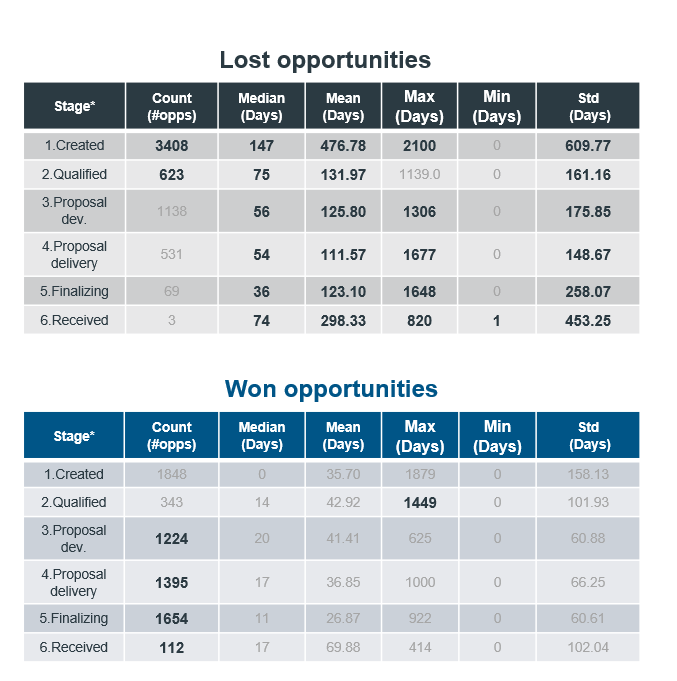 Lost opportunities
Stage* Count (#opps) Median (Days) Mean (Days) Max (Days) Min (Days) Std (Days)
1.Created 3408 147 476.78 2100 0 609.77
2.Qualified 623 75 131.97 1139.0 0 161.16
3.Proposal dev. 1138 56 125.80 1306 0 175.85
4.Proposal delivery 531 54 111.57 1677 0 148.67
5.Finalizing 69 36 123.10 1648 0 258.07
6.Received 3 74 298.33 820 1 453.25
Won opportunities
Stage* Count (#opps) Median (Days) Mean (Days) Max (Days) Min (Days) Std (Days)
1.Created 1848 0 35.70 1879 0 158.13
2.Qualified 343 14 42.92 1449 0 101.93
3.Proposal dev. 1224 20 41.41 625 0 60.88
4.Proposal delivery 1395 17 36.85 1000 0 66.25
5.Finalizing 1654 11 26.87 922 0 60.61
6.Received 112 17 69.88 414 0 102.04